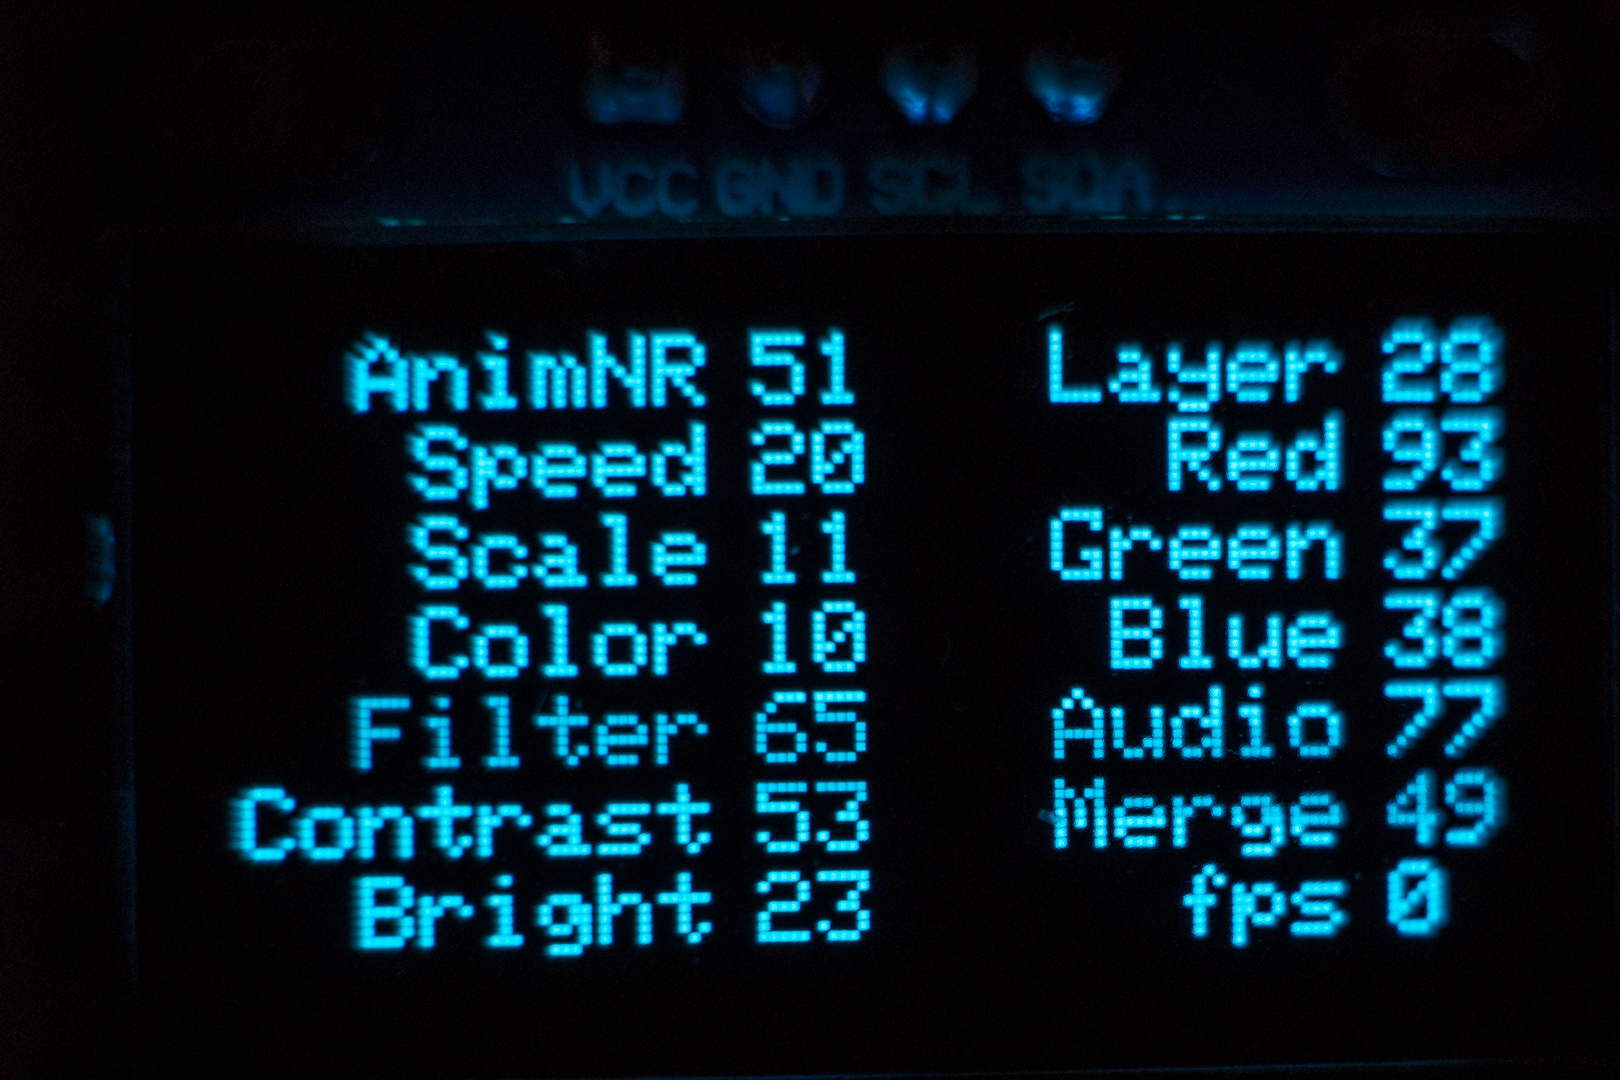 VCC GND SCL SDA
AnimNR 51 Layer 28
Speed 20 Red 93
Scale 11 Green 37
Color 10 Blue 38
Filter 65 Audio 77
Contrast 53 Merge 49
Bright 23 fps 0